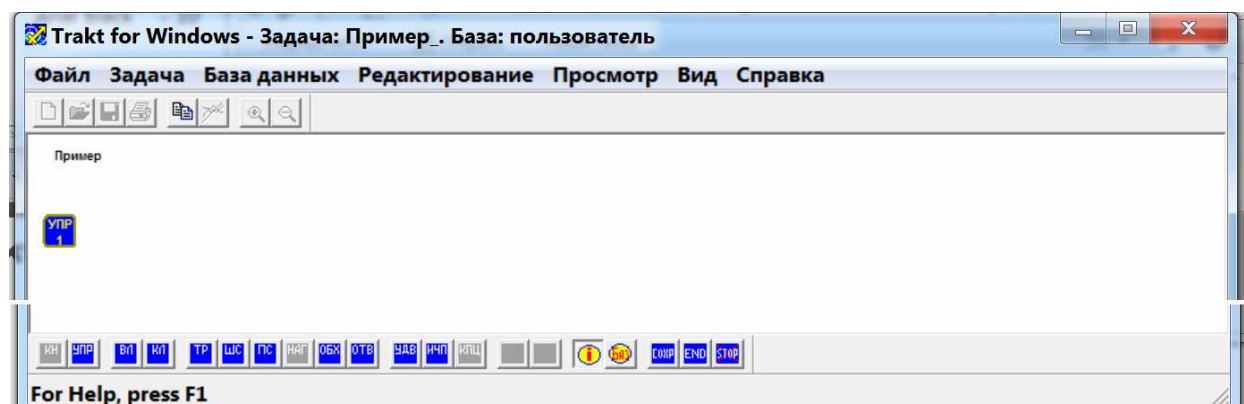 Trakt for Windows - Задача: Пример_. База: пользователь
Файл Задача База данных Редактирование Просмотр Вид Справка
Пример
УПР
1
КН УПР ВЛ КЛ ТР ШС ПС НАГ ОБХ ОТВ УАВ ИЧП КПЦ i БАЗ СОХР END STOP
For Help, press F1